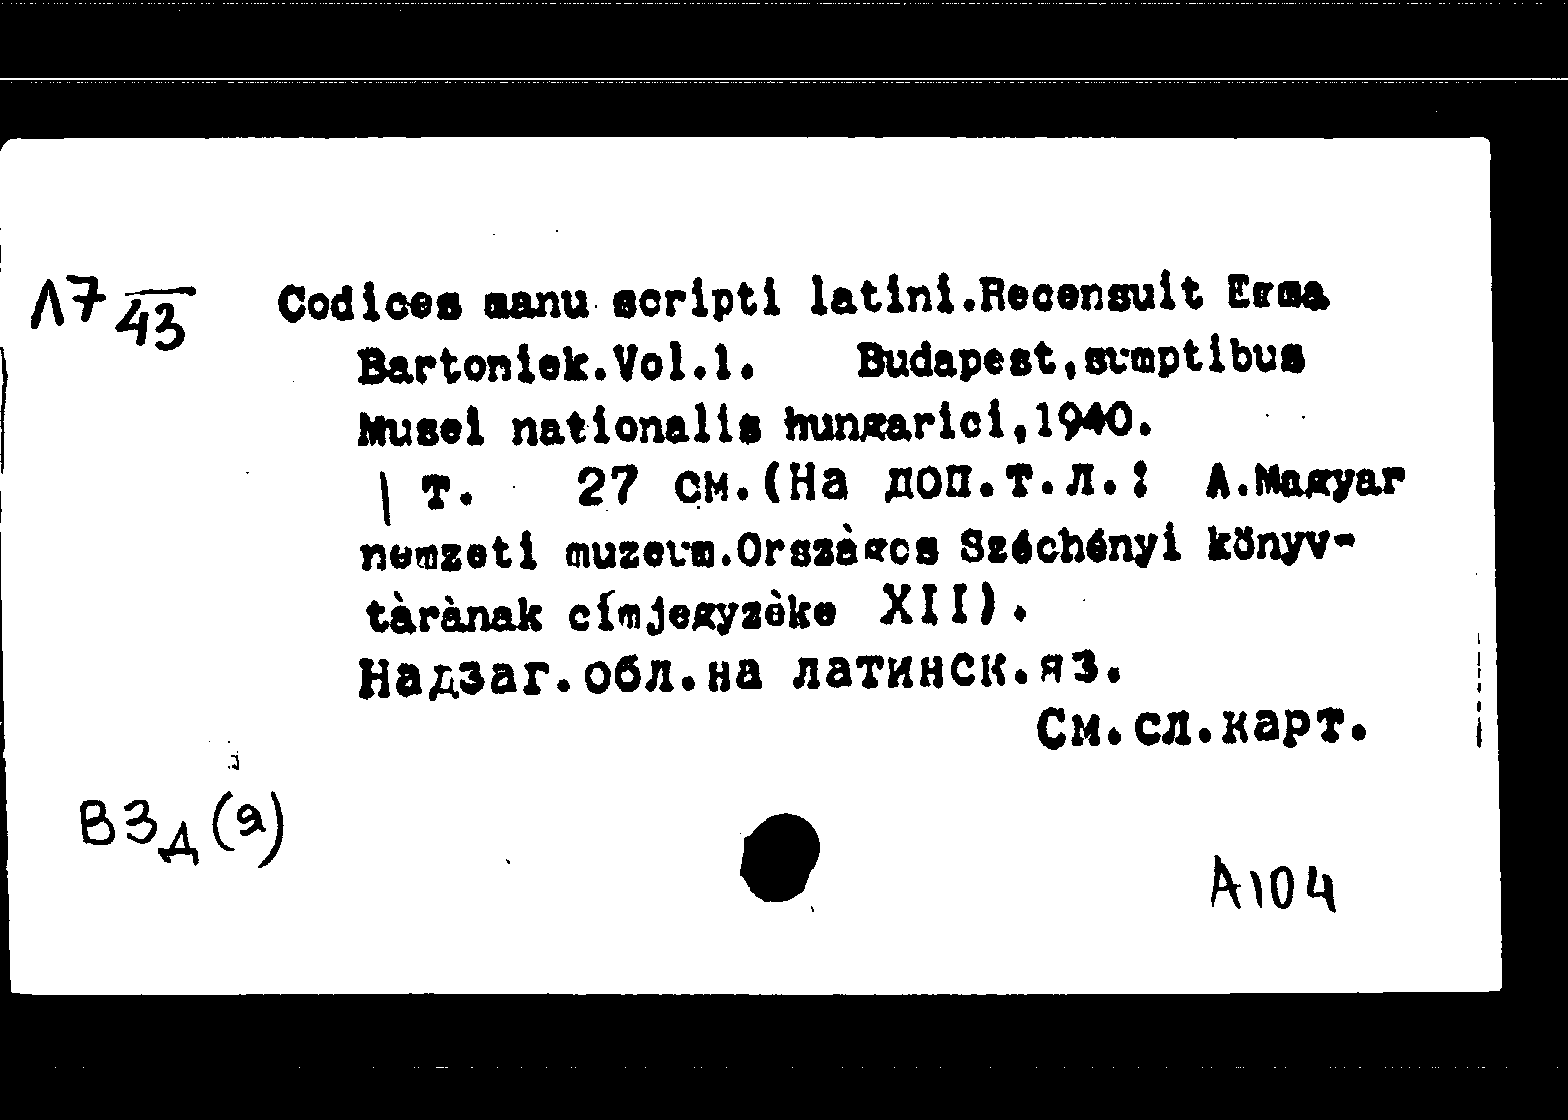 Л7 43
Codices manu scripti latini.Recensuit Emma
Bartoniek.Vol.1. Budapest,sumptibus
Musei nationalis hungarici,1940.
| т. 27 см.(На доп.т.л.: A.Magyar
nemzeti muzeum.Orszàgos Széchényi könyv-
tàrànak címjegyzèke XII).
Надзаг.обл.на латинск.яз.
См.сл.карт.
В3д(я)
А104